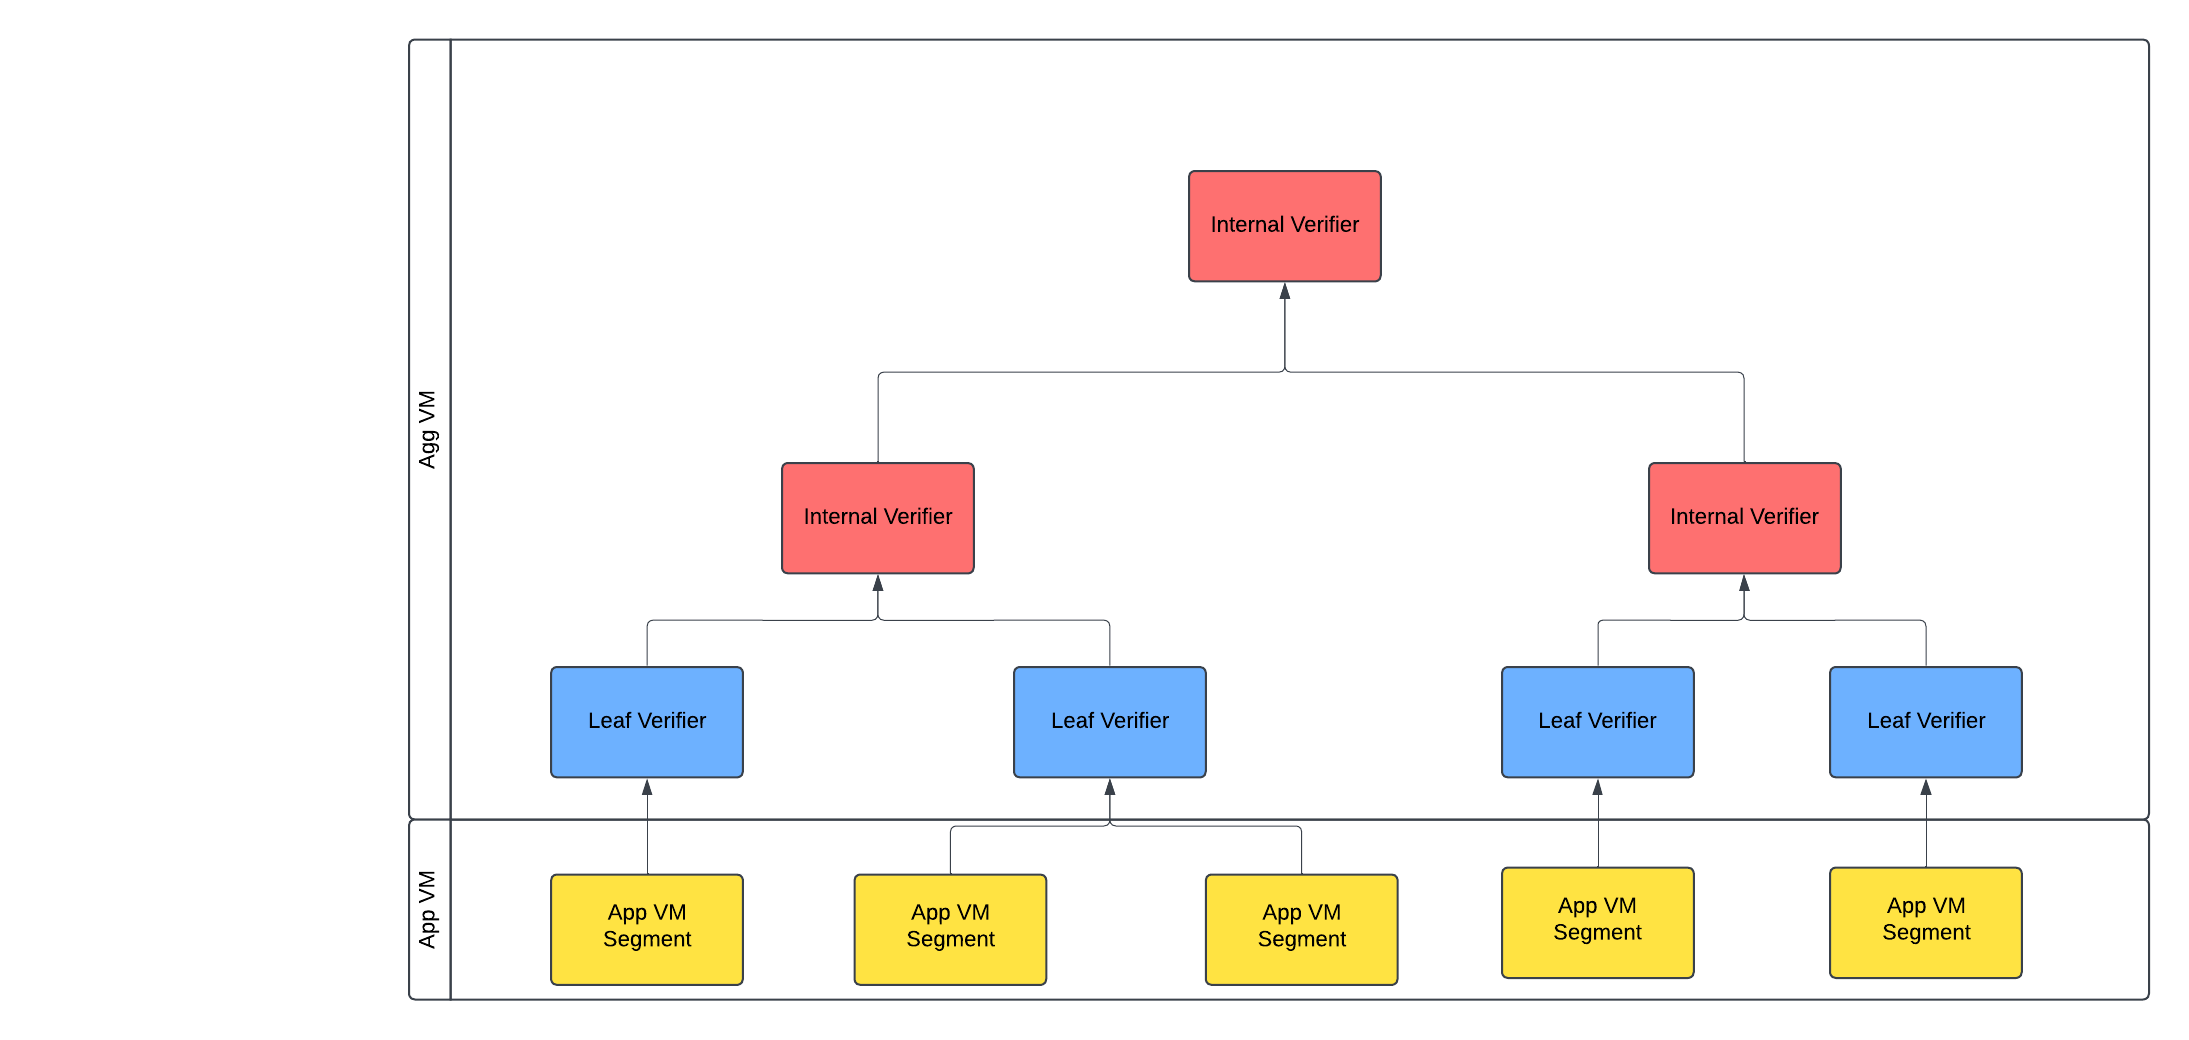 Agg VM
Internal Verifier
Internal Verifier
Internal Verifier
Leaf Verifier
Leaf Verifier
Leaf Verifier
Leaf Verifier
App VM
App VM
Segment
App VM
Segment
App VM
Segment
App VM
Segment
App VM
Segment